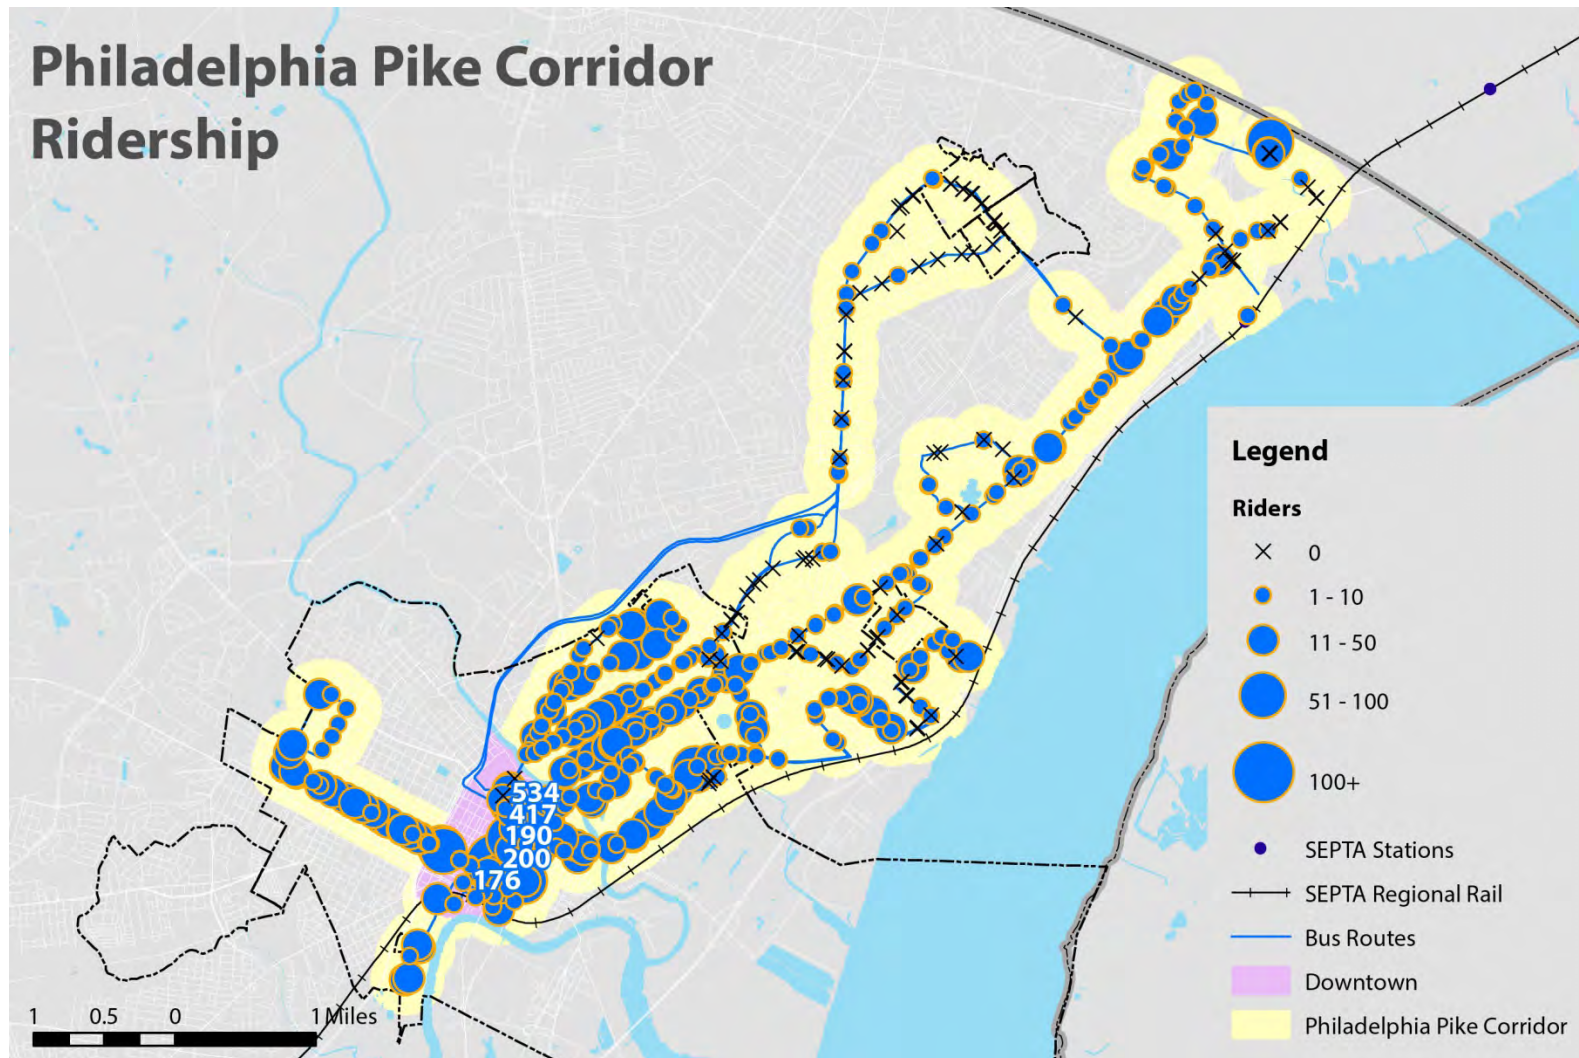 Philadelphia Pike Corridor
Ridership
534
417
190
200
176
Legend
Riders
0
1 - 10
11 - 50
51 - 100
100+
SEPTA Stations
SEPTA Regional Rail
Bus Routes
Downtown
Philadelphia Pike Corridor
1 0.5 0 1 Miles